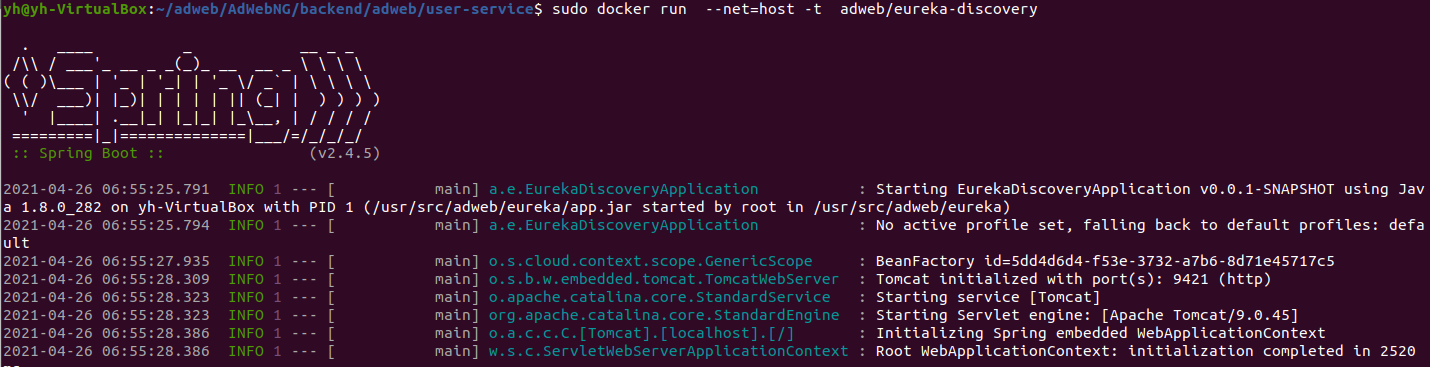 yh@yh-VirtualBox:~/adweb/AdWebNG/backend/adweb/user-service$ sudo docker run  --net=host -t  adweb/eureka-discovery
  .   ____          _            __ _ _
 /\\ / ___'_ __ _ _(_)_ __  __ _ \ \ \ \
( ( )\___ | '_ | '_| | '_ \/ _` | \ \ \ \
 \\/  ___)| |_)| | | | | || (_| |  ) ) ) )
  '  |____| .__|_| |_|_| |_\__, | / / / /
 =========|_|==============|___/=/_/_/_/
 :: Spring Boot ::                (v2.4.5)
2021-04-26 06:55:25.791  INFO 1 --- [           main] a.e.EurekaDiscoveryApplication           : Starting EurekaDiscoveryApplication v0.0.1-SNAPSHOT using Jav
a 1.8.0_282 on yh-VirtualBox with PID 1 (/usr/src/adweb/eureka/app.jar started by root in /usr/src/adweb/eureka)
2021-04-26 06:55:25.794  INFO 1 --- [           main] a.e.EurekaDiscoveryApplication           : No active profile set, falling back to default profiles: defa
ult
2021-04-26 06:55:27.935  INFO 1 --- [           main] o.s.cloud.context.scope.GenericScope     : BeanFactory id=5dd4d6d4-f53e-3732-a7b6-8d71e45717c5
2021-04-26 06:55:28.309  INFO 1 --- [           main] o.s.b.w.embedded.tomcat.TomcatWebServer  : Tomcat initialized with port(s): 9421 (http)
2021-04-26 06:55:28.323  INFO 1 --- [           main] o.apache.catalina.core.StandardService   : Starting service [Tomcat]
2021-04-26 06:55:28.323  INFO 1 --- [           main] org.apache.catalina.core.StandardEngine  : Starting Servlet engine: [Apache Tomcat/9.0.45]
2021-04-26 06:55:28.386  INFO 1 --- [           main] o.a.c.c.C.[Tomcat].[localhost].[/]       : Initializing Spring embedded WebApplicationContext
2021-04-26 06:55:28.386  INFO 1 --- [           main] w.s.c.ServletWebServerApplicationContext : Root WebApplicationContext: initialization completed in 2520